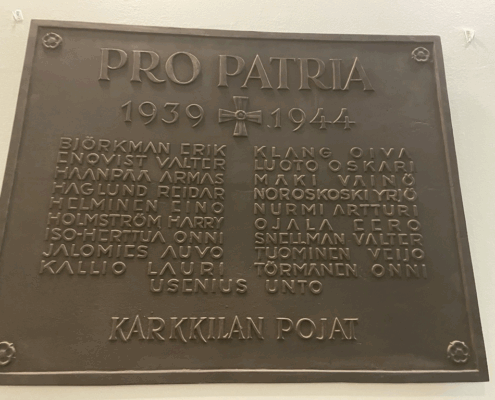 PRO PATRIA
1939 1944
BJÖRKMAN ERIK
ENQVIST VALTER
HAANPÄÄ ARMAS
HAGLUND REIDAR
HELMINEN EINO
HOLMSTRÖM HARRY
ISO-HERTTUA ONNI
JALOMIES AUVO
KALLIO LAURI
KLANG OIVA
LUOTO OSKARI
MÄKI VÄINÖ
NOROSKOSKI YRJÖ
NURMI ARTTURI
OJALA EERO
SNELLMAN VALTER
TUOMINEN VEIJO
TÖRMÄNEN ONNI
USENIUS UNTO
KARKKILAN POJAT